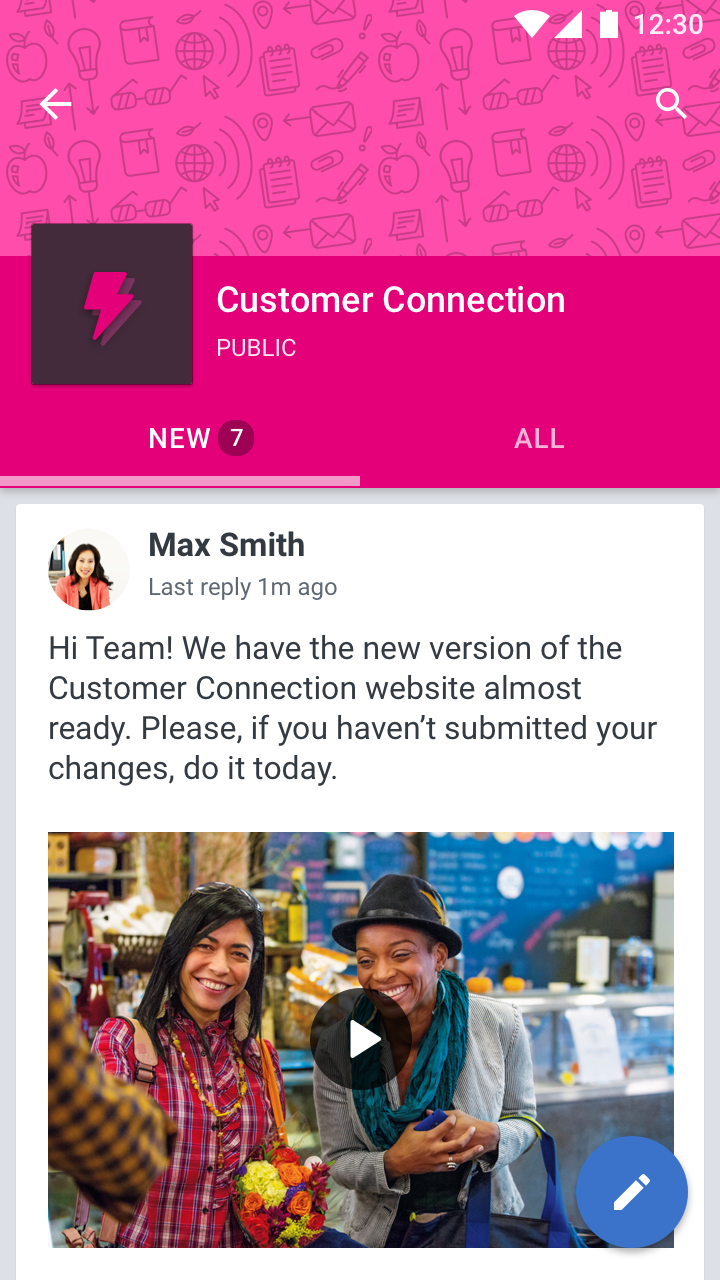 12:30
Customer Connection
PUBLIC
NEW 7
ALL
Max Smith
Last reply 1m ago
Hi Team! We have the new version of the
Customer Connection website almost
ready. Please, if you haven’t submitted your
changes, do it today.